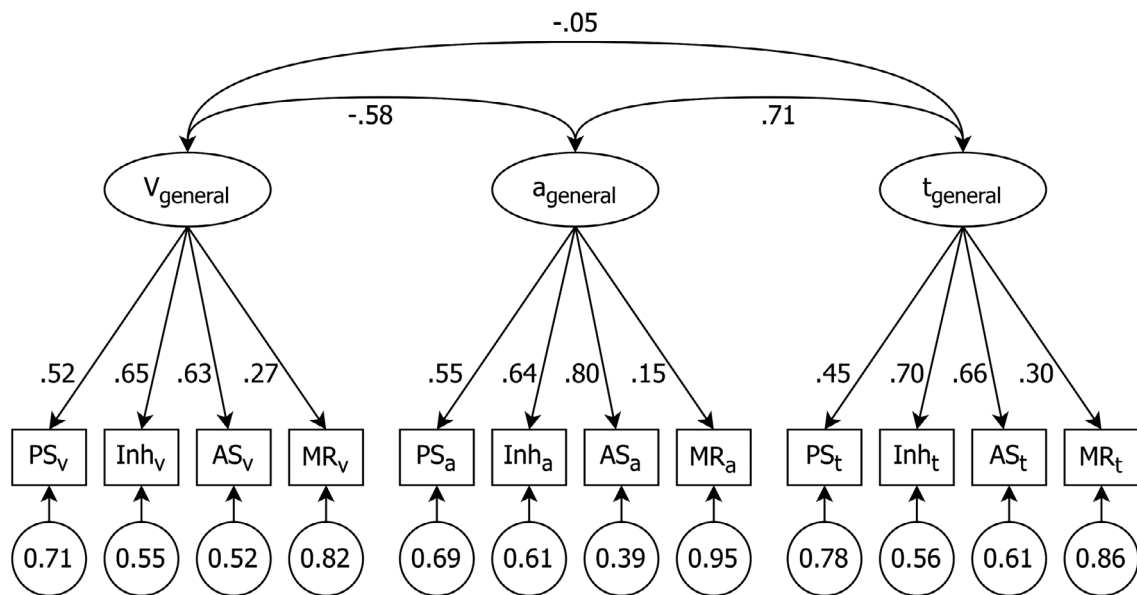 -.05
-.58 .71
Vgeneral ageneral tgeneral
.52 .65 .63 .27 .55 .64 .80 .15 .45 .70 .66 .30
PSv Inhv ASv MRv PSa Inha ASa MRa PSt Inht ASt MRt
0.71 0.55 0.52 0.82 0.69 0.61 0.39 0.95 0.78 0.56 0.61 0.86